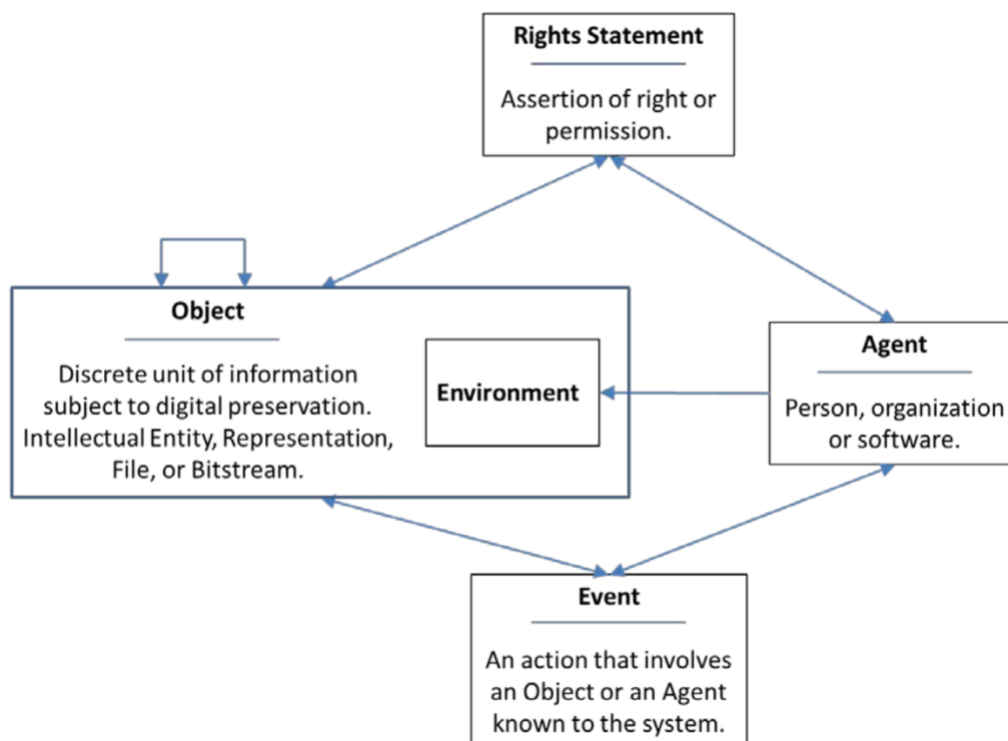 Rights Statement
Assertion of right or
permission.
Object
Discrete unit of information
subject to digital preservation.
Intellectual Entity, Representation,
File, or Bitstream.
Environment
Agent
Person, organization
or software.
Event
An action that involves
an Object or an Agent
known to the system.